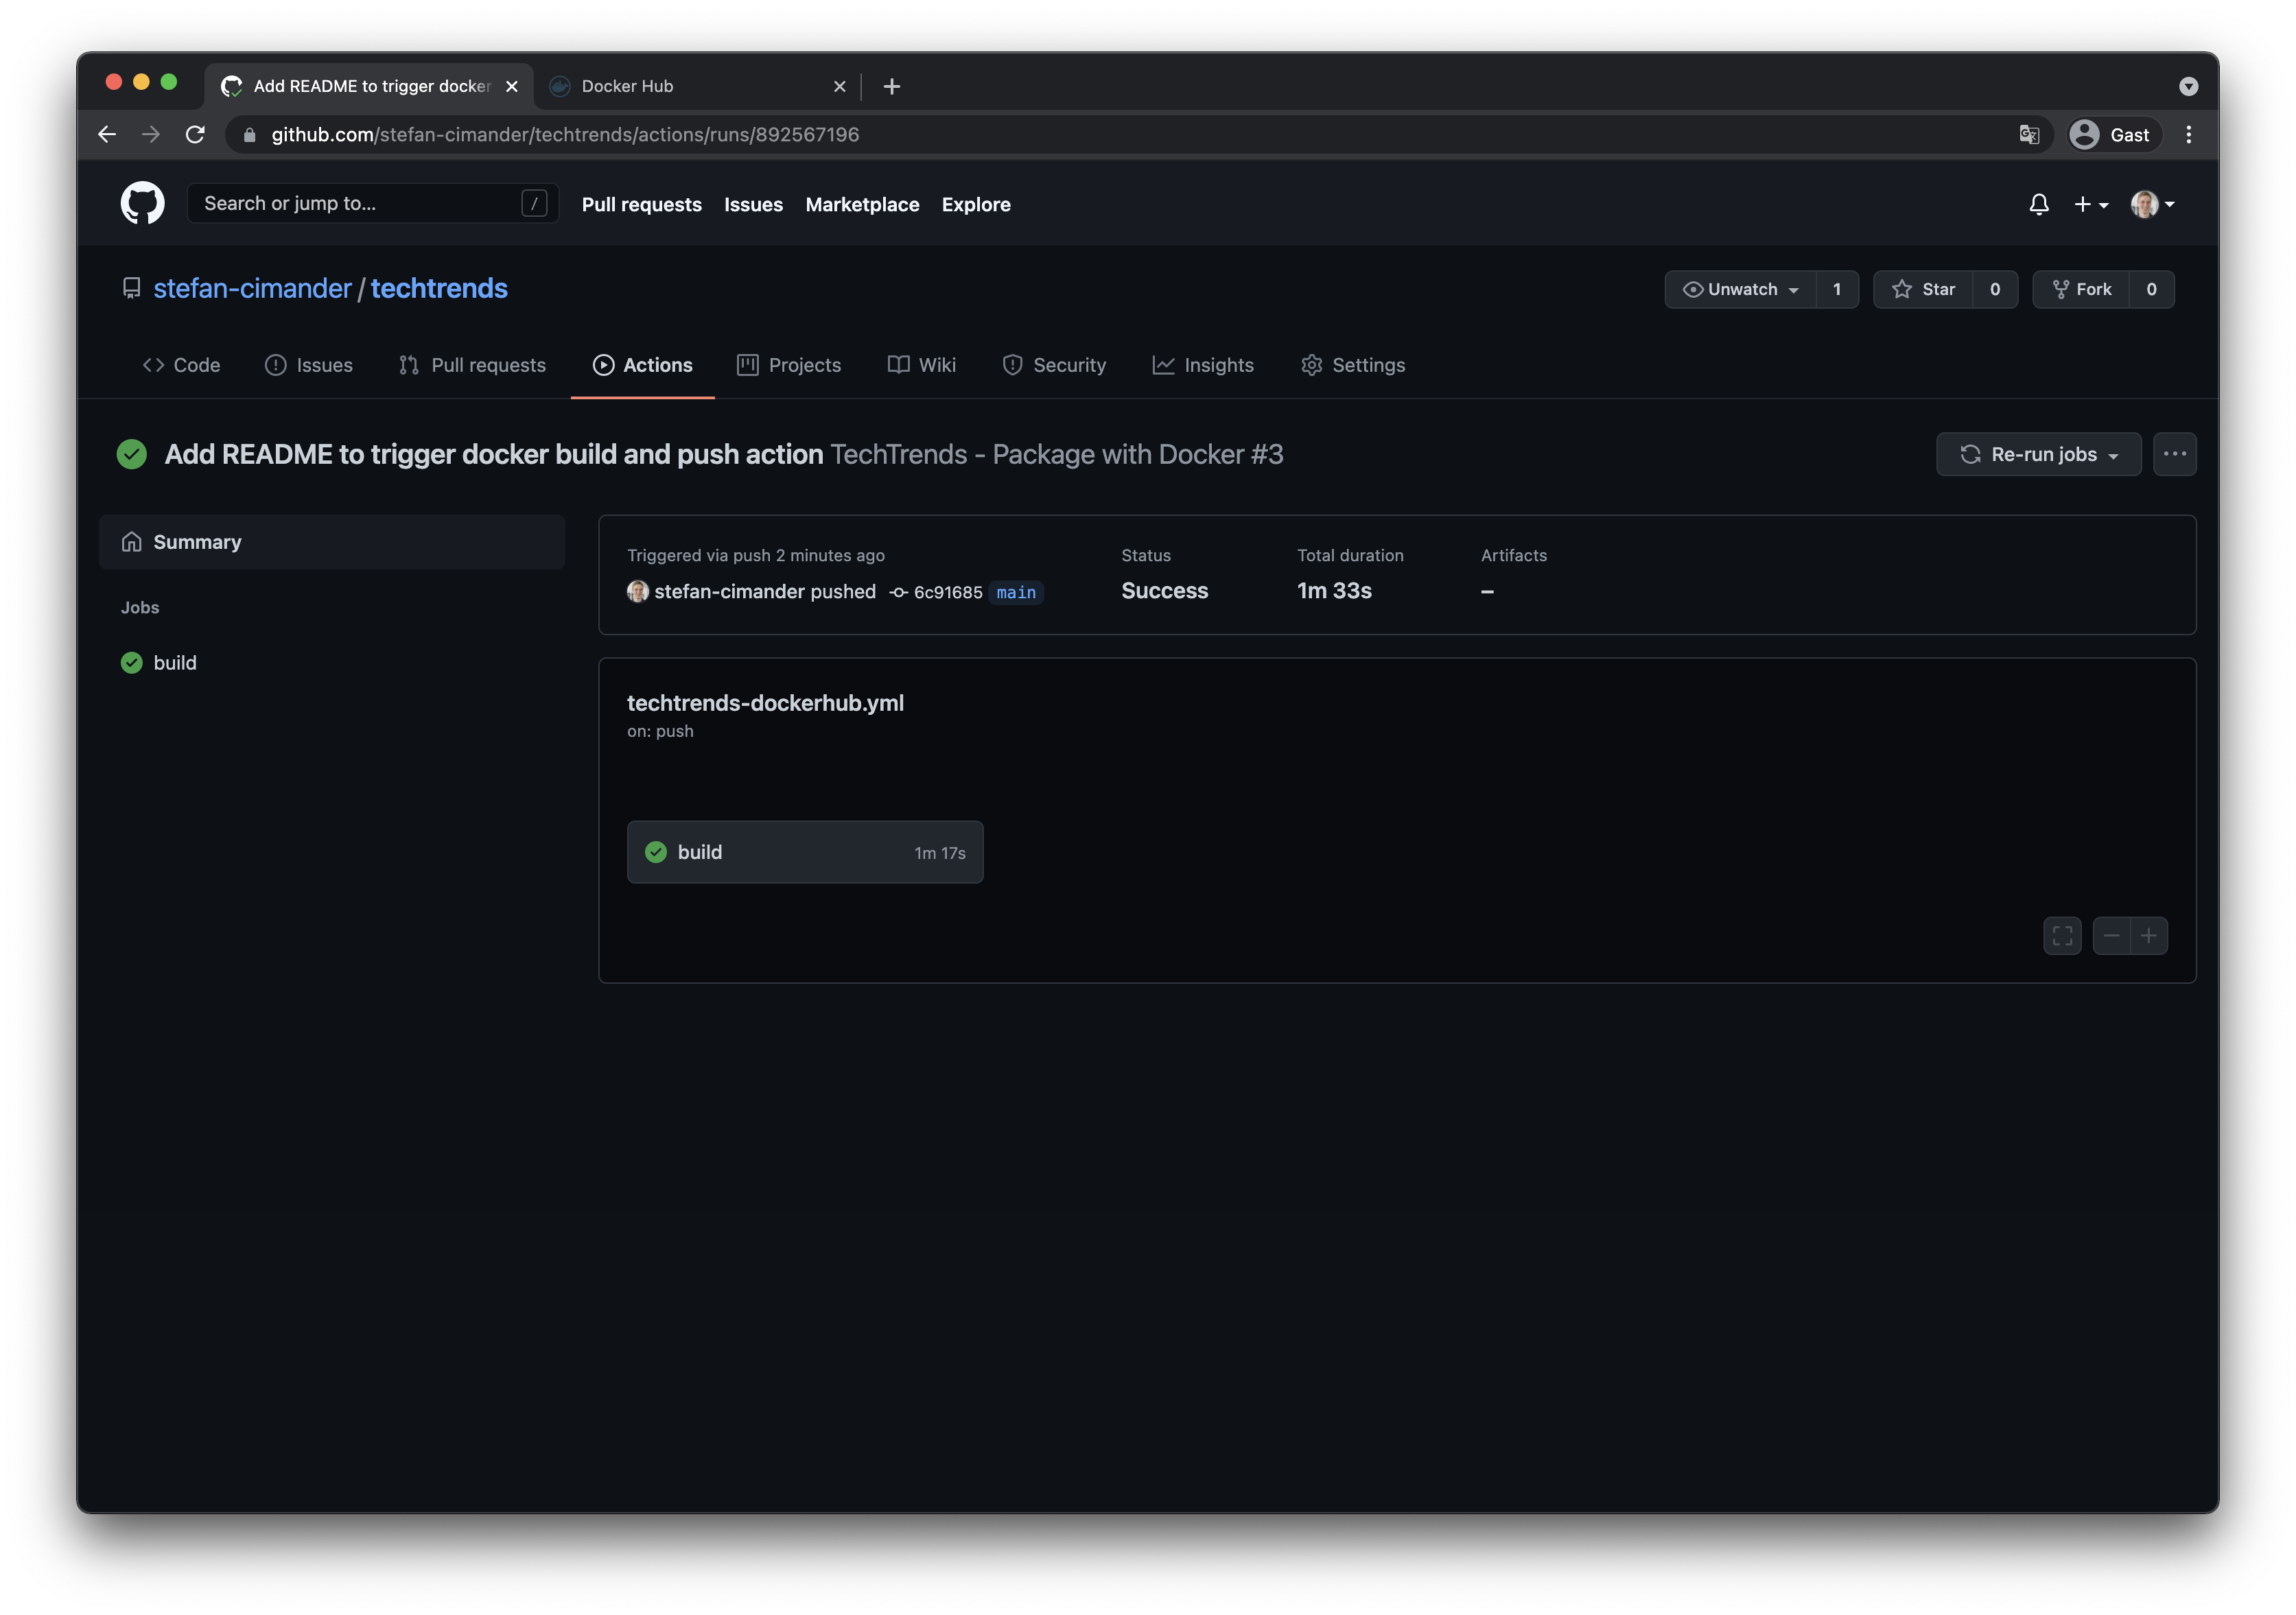 Add README to trigger docker
Docker Hub
github.com/stefan-cimander/techtrends/actions/runs/892567196
Gast
Search or jump to...
/
Pull requests
Issues
Marketplace
Explore
stefan-cimander / techtrends
Unwatch 1
Star 0
Fork 0
Code
Issues
Pull requests
Actions
Projects
Wiki
Security
Insights
Settings
Add README to trigger docker build and push action TechTrends - Package with Docker #3
Re-run jobs
Summary
Jobs
build
Triggered via push 2 minutes ago
stefan-cimander pushed 6c91685 main
Status
Success
Total duration
1m 33s
Artifacts
–
techtrends-dockerhub.yml
on: push
build 1m 17s